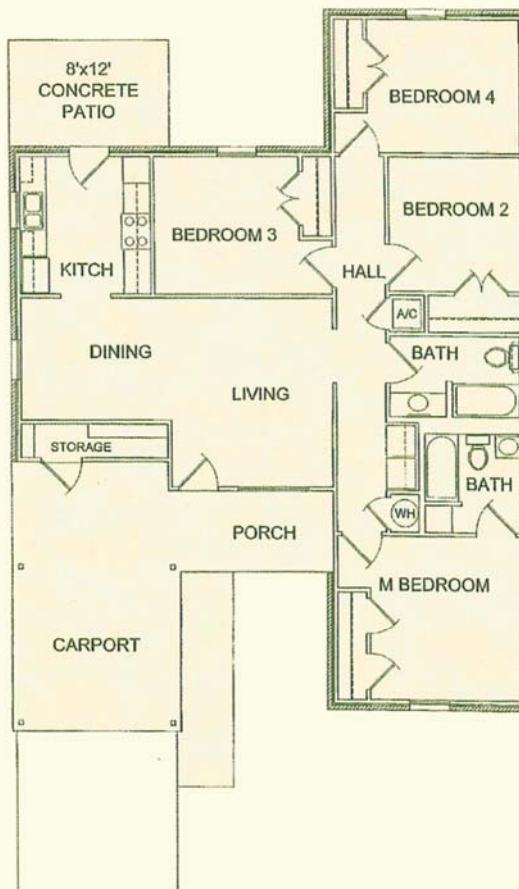 8'x12'
CONCRETE
PATIO
BEDROOM 4
BEDROOM 3
BEDROOM 2
KITCH
HALL
A/C
DINING
BATH
LIVING
STORAGE
BATH
WH
PORCH
M BEDROOM
CARPORT